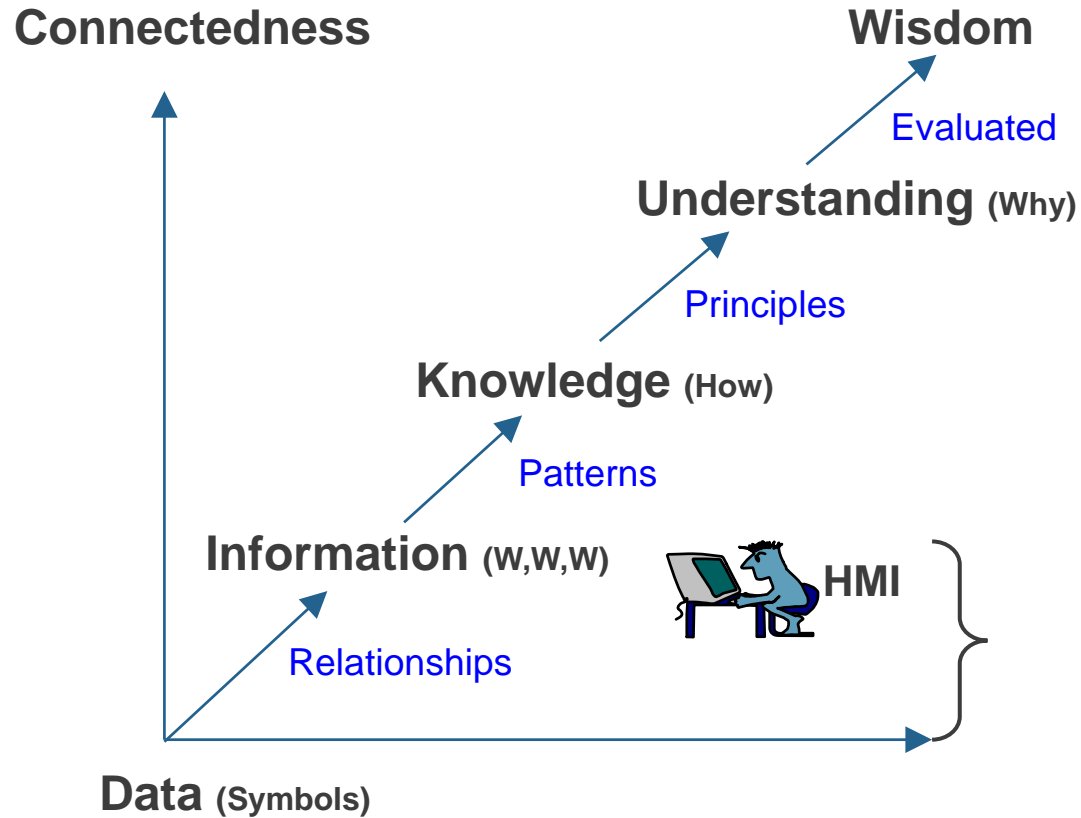 Connectedness
Wisdom
Evaluated
Understanding (Why)
Principles
Knowledge (How)
Patterns
Information (W,W,W)
HMI
Relationships
Data (Symbols)